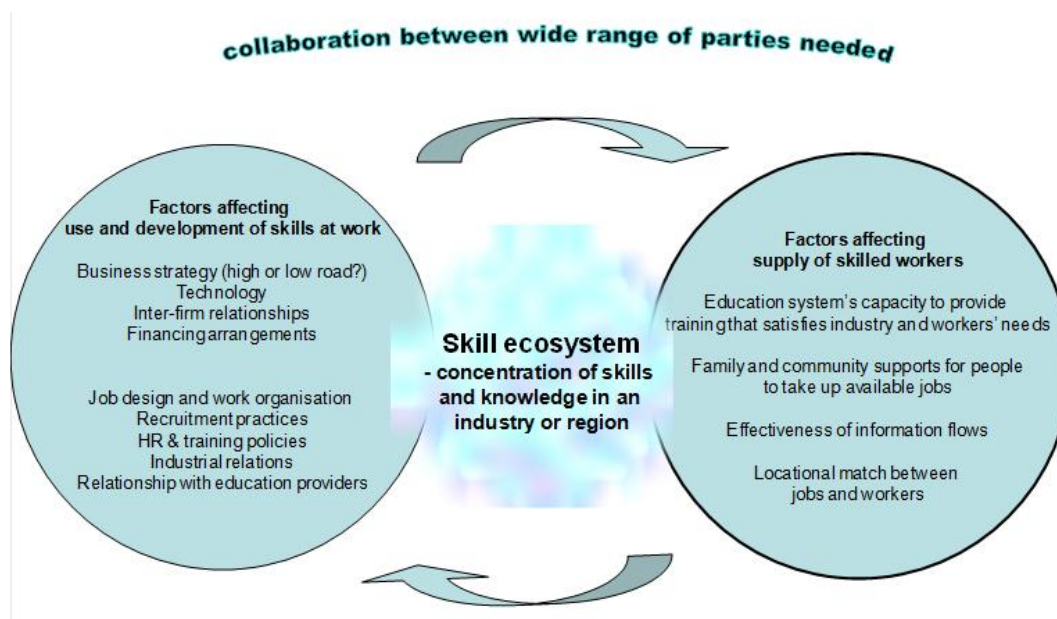 collaboration between wide range of parties needed
Factors affecting
use and development of skills at work
Business strategy (high or low road?)
Technology
Inter-firm relationships
Financing arrangements
Job design and work organisation
Recruitment practices
HR & training policies
Industrial relations
Relationship with education providers
Skill ecosystem
- concentration of skills
and knowledge in an
industry or region
Factors affecting
supply of skilled workers
Education system's capacity to provide
training that satisfies industry and workers' needs
Family and community supports for people
to take up available jobs
Effectiveness of information flows
Locational match between
jobs and workers